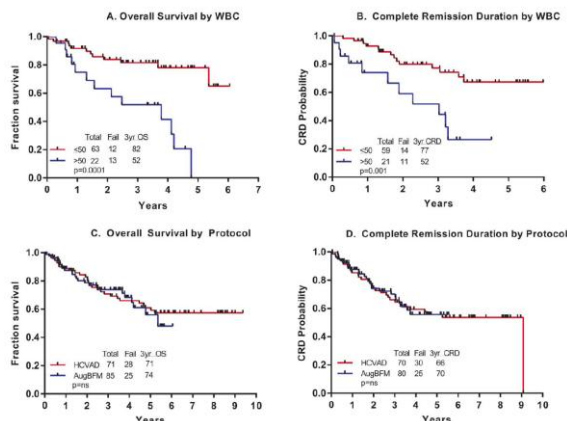 A. Overall Survival by WBC
Fraction survival
1.0
0.8
0.6
0.4
0.2
0.0
Total Fail 3yr OS
<50 63 12 82
>50 22 13 52
p=0.0001
0 1 2 3 4 5 6 7
Years
B. Complete Remission Duration by WBC
CRD Probability
1.0
0.8
0.6
0.4
0.2
0.0
Total Fail 3yr CRD
<50 59 14 77
>50 21 11 52
p=0.001
0 1 2 3 4 5 6
Years
C. Overall Survival by Protocol
Fraction survival
1.0
0.8
0.6
0.4
0.2
0.0
Total Fail 3yr OS
HCVAD 71 28 71
AugBFM 85 25 74
p=ns
0 1 2 3 4 5 6 7 8 9 10
Years
D. Complete Remission Duration by Protocol
CRD Probability
1.0
0.8
0.6
0.4
0.2
0.0
Total Fail 3yr CRD
HCVAD 70 30 66
AugBFM 80 25 70
p=ns
0 1 2 3 4 5 6 7 8 9 10
Years